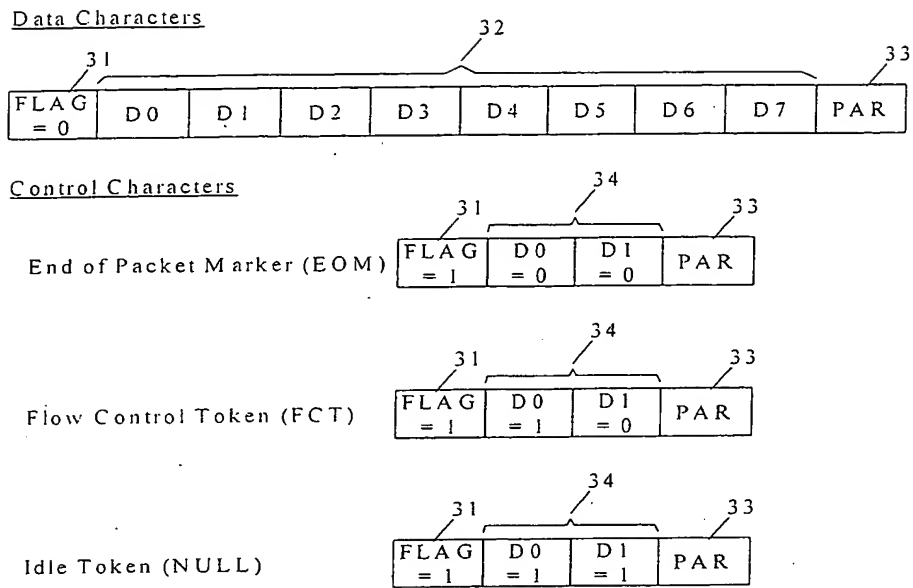 Data Characters
32
31
33
FLAG = 0 D0 D1 D2 D3 D4 D5 D6 D7 PAR
Control Characters
34
31
33
End of Packet Marker (EOM) FLAG = 1 D0 = 0 D1 = 0 PAR
34
31
33
Flow Control Token (FCT) FLAG = 1 D0 = 1 D1 = 0 PAR
34
31
33
Idle Token (NULL) FLAG = 1 D0 = 1 D1 = 1 PAR